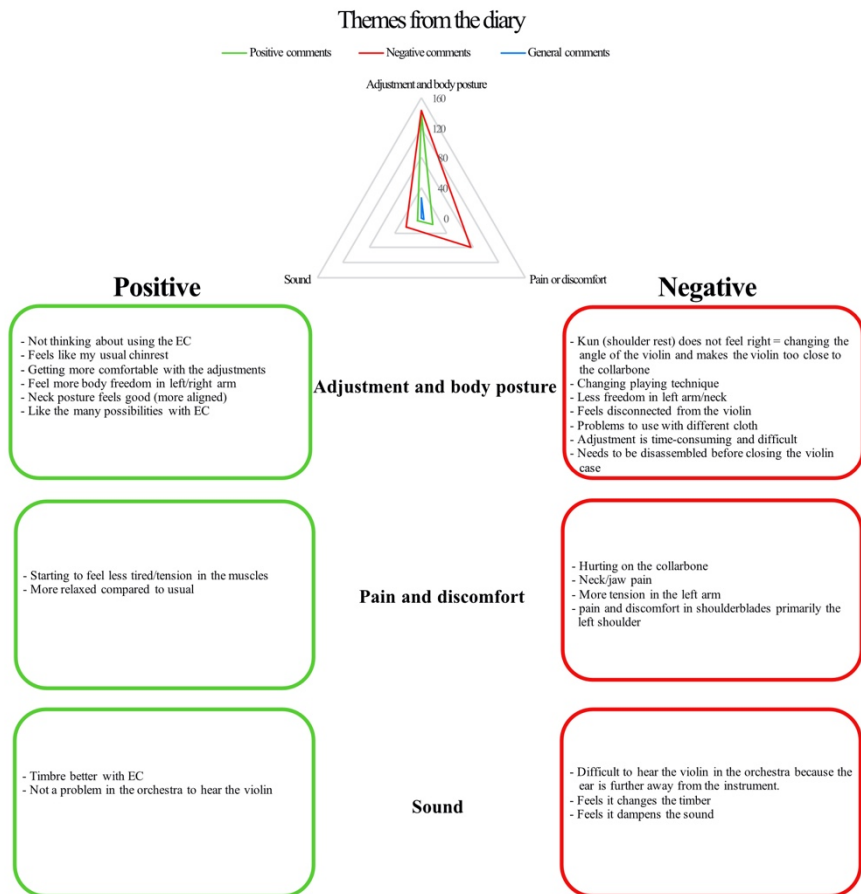 Themes from the diary
Positive comments
Negative comments
General comments
Adjustment and body posture
160
120
80
40
0
Sound
Pain or discomfort
Positive
Negative
- Not thinking about using the EC
- Feels like my usual chinrest
- Getting more comfortable with the adjustments
- Feel more body freedom in left/right arm
- Neck posture feels good (more aligned)
- Like the many possibilities with EC
Adjustment and body posture
- Kun (shoulder rest) does not feel right = changing the
angle of the violin and makes the violin too close to
the collarbone
- Changing playing technique
- Less freedom in left arm/neck
- Feels disconnected from the violin
- Problems to use with different cloth
- Adjustment is time-consuming and difficult
- Needs to be disassembled before closing the violin
case
- Starting to feel less tired/tension in the muscles
- More relaxed compared to usual
Pain and discomfort
- Hurting on the collarbone
- Neck/jaw pain
- More tension in the left arm
- pain and discomfort in shoulderblades primarily the
left shoulder
- Timbre better with EC
- Not a problem in the orchestra to hear the violin
Sound
- Difficult to hear the violin in the orchestra because the
ear is further away from the instrument.
- Feels it changes the timber
- Feels it dampens the sound